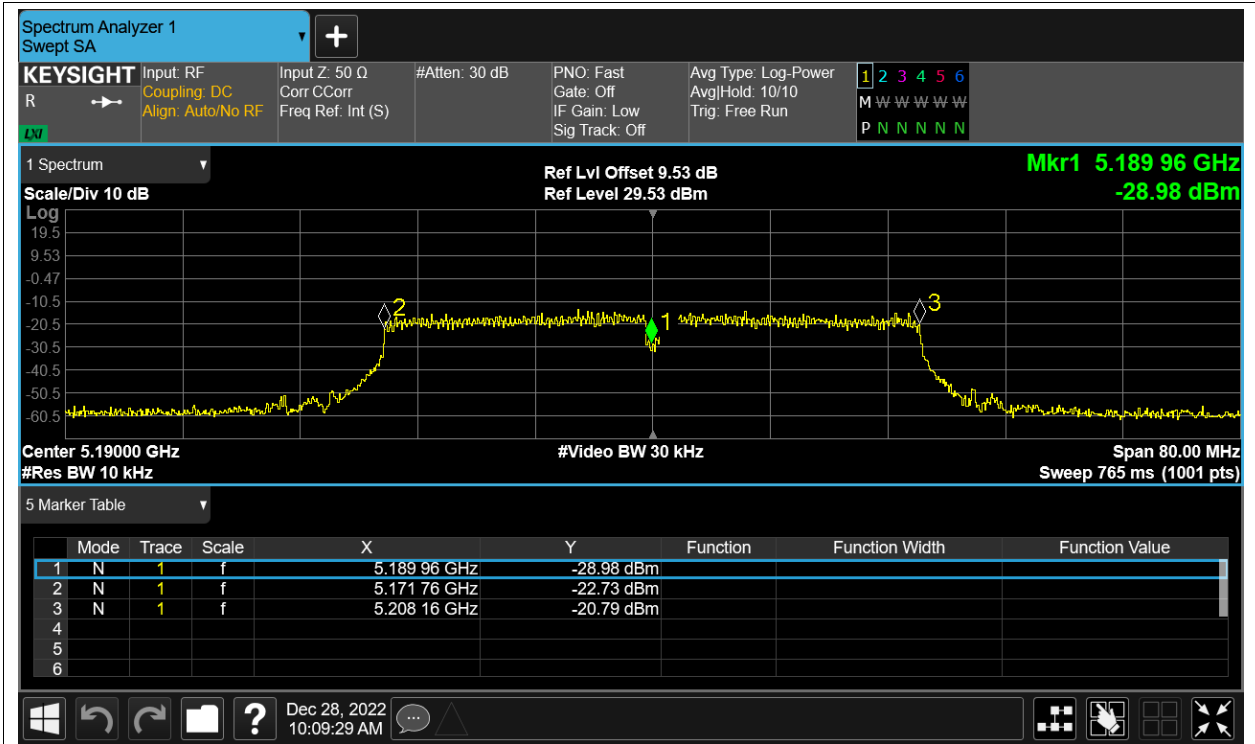 Spectrum Analyzer 1
Swept SA
KEYSIGHT Input: RF Input Z: 50 Ω #Atten: 30 dB PNO: Fast Avg Type: Log-Power 1 2 3 4 5 6
R Coupling: DC Corr CCorr Gate: Off Avg|Hold: 10/10 M W W W W W
Align: Auto/No RF Freq Ref: Int (S) IF Gain: Low Trig: Free Run
LXI Sig Track: Off P N N N N N
1 Spectrum Ref Lvl Offset 9.53 dB Mkr1 5.189 96 GHz
Scale/Div 10 dB Ref Level 29.53 dBm -28.98 dBm
Log
19.5
9.53
-0.47
-10.5 2 3
-20.5 1
-30.5
-40.5
-50.5
-60.5
Center 5.19000 GHz #Video BW 30 kHz Span 80.00 MHz
#Res BW 10 kHz Sweep 765 ms (1001 pts)
5 Marker Table
Mode Trace Scale X Y Function Function Width Function Value
1 N 1 f 5.189 96 GHz -28.98 dBm
2 N 1 f 5.171 76 GHz -22.73 dBm
3 N 1 f 5.208 16 GHz -20.79 dBm
4
5
6
? Dec 28, 2022
10:09:29 AM